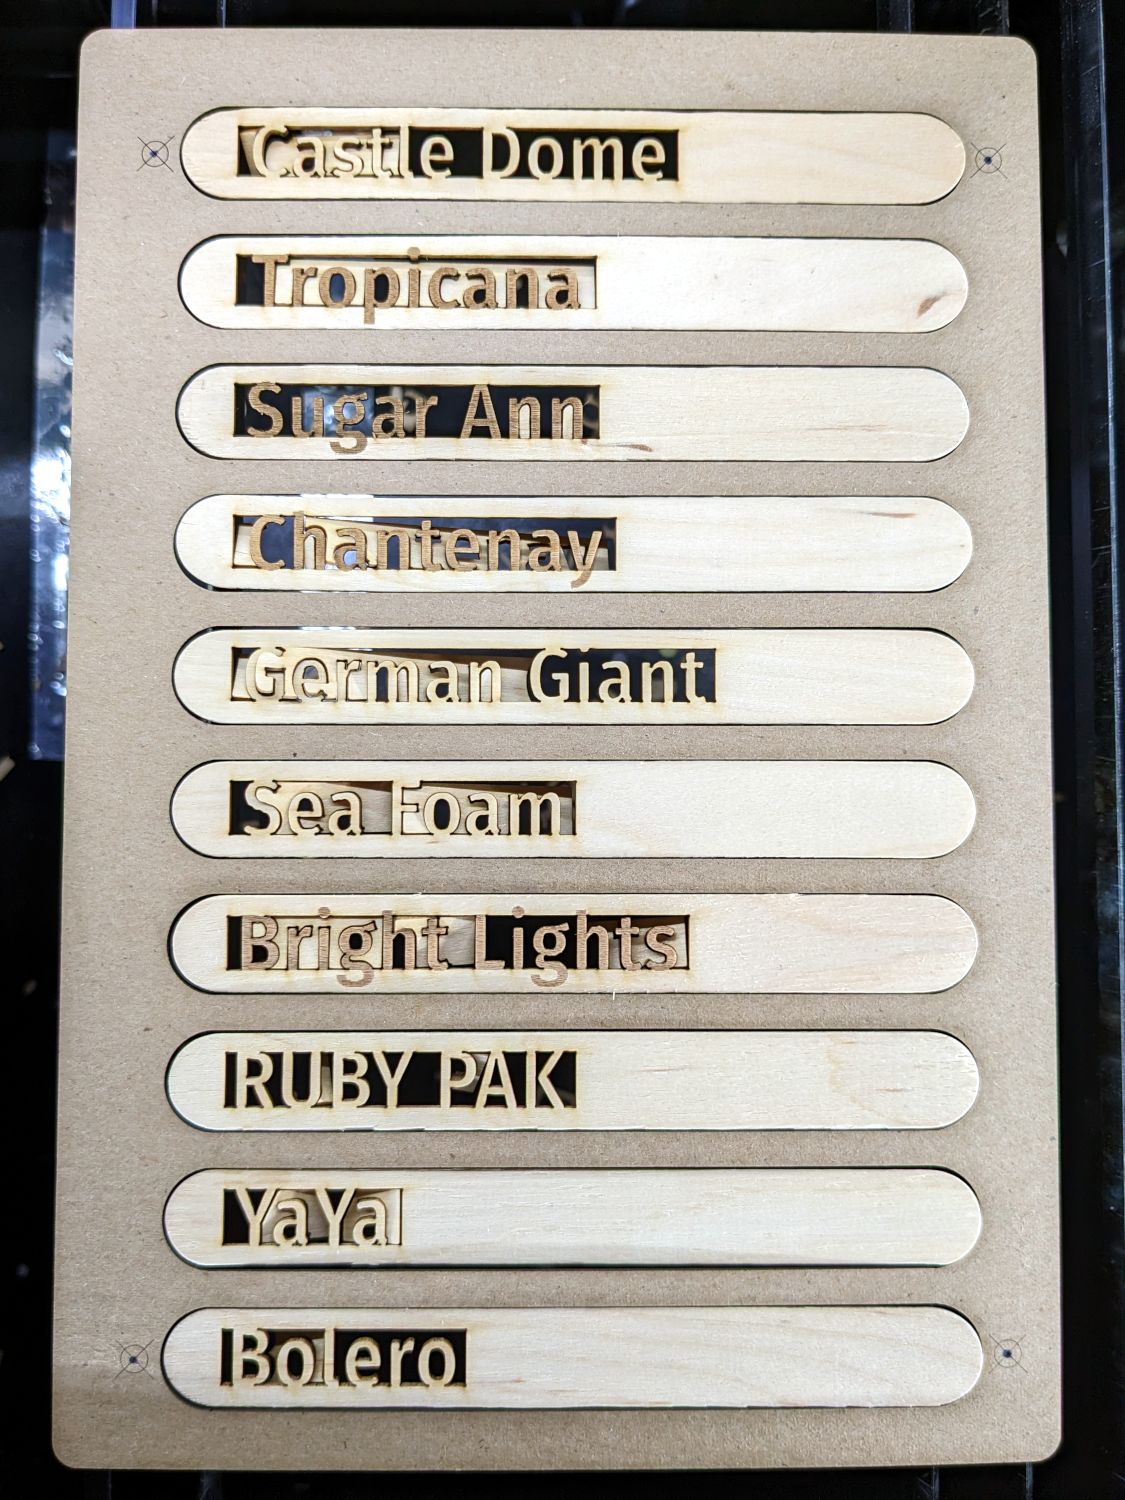 Castle Dome
Tropicana
Sugar Ann
Chantenay
German Giant
Sea Foam
Bright Lights
RUBY PAK
YaYa
Bolero